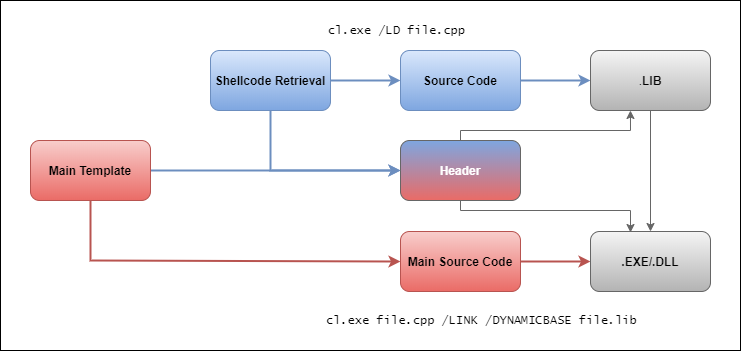 cl.exe /LD file.cpp
Shellcode Retrieval
Source Code
.LIB
Main Template
Header
Main Source Code
.EXE/.DLL
cl.exe file.cpp /LINK /DYNAMICBASE file.lib